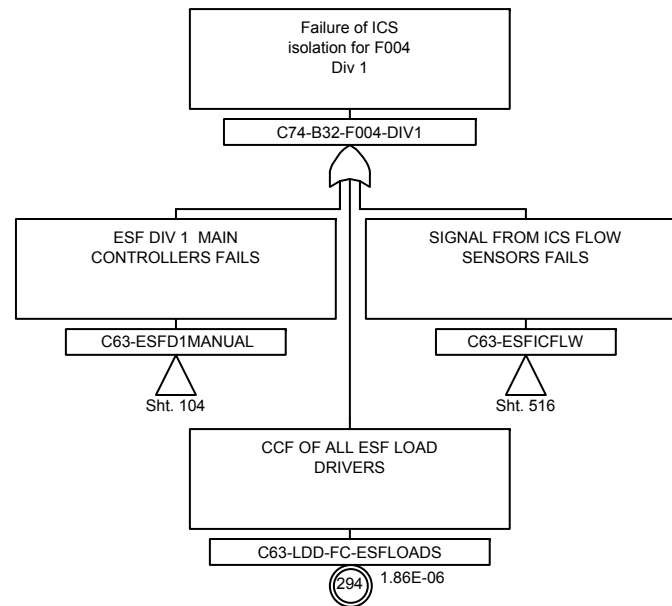 Failure of ICS
isolation for F004
Div 1
C74-B32-F004-DIV1
ESF DIV 1  MAIN
CONTROLLERS FAILS
C63-ESFD1MANUAL
Sht. 104
SIGNAL FROM ICS FLOW
SENSORS FAILS
C63-ESFICFLW
Sht. 516
CCF OF ALL ESF LOAD
DRIVERS
C63-LDD-FC-ESFLOADS
294
1.86E-06